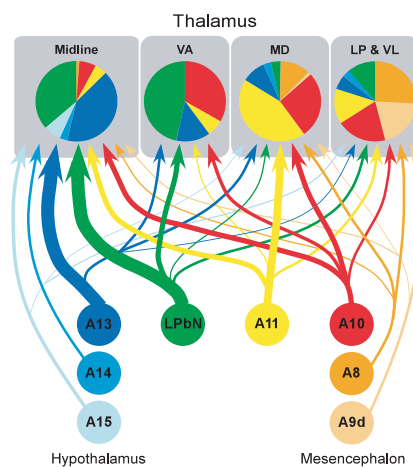 Thalamus
Midline VA MD LP & VL
A13 LPbN A11 A10
A14 A8
A15 A9d
Hypothalamus Mesencephalon